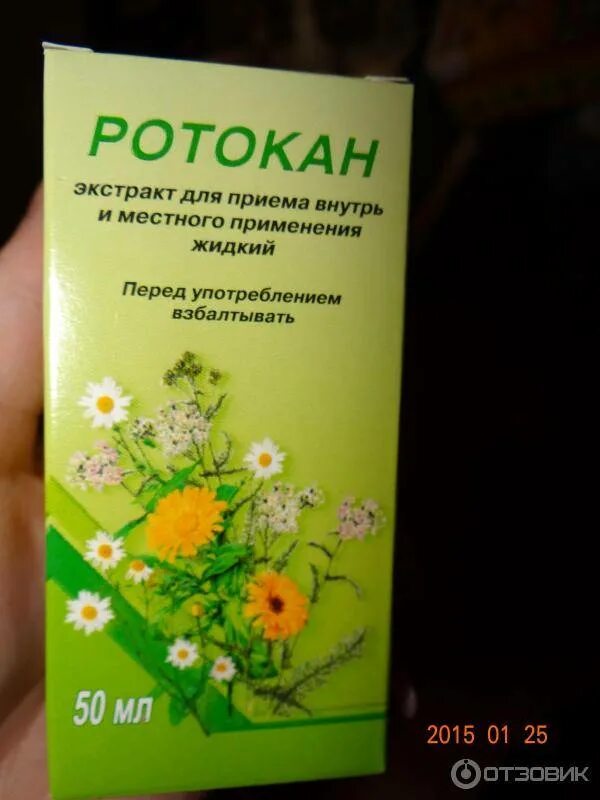 РОТОКАН
экстракт для приема внутрь
и местного применения
жидкий
Перед употреблением
взбалтывать
50 мл
2015 01 25
ОТЗОВИК